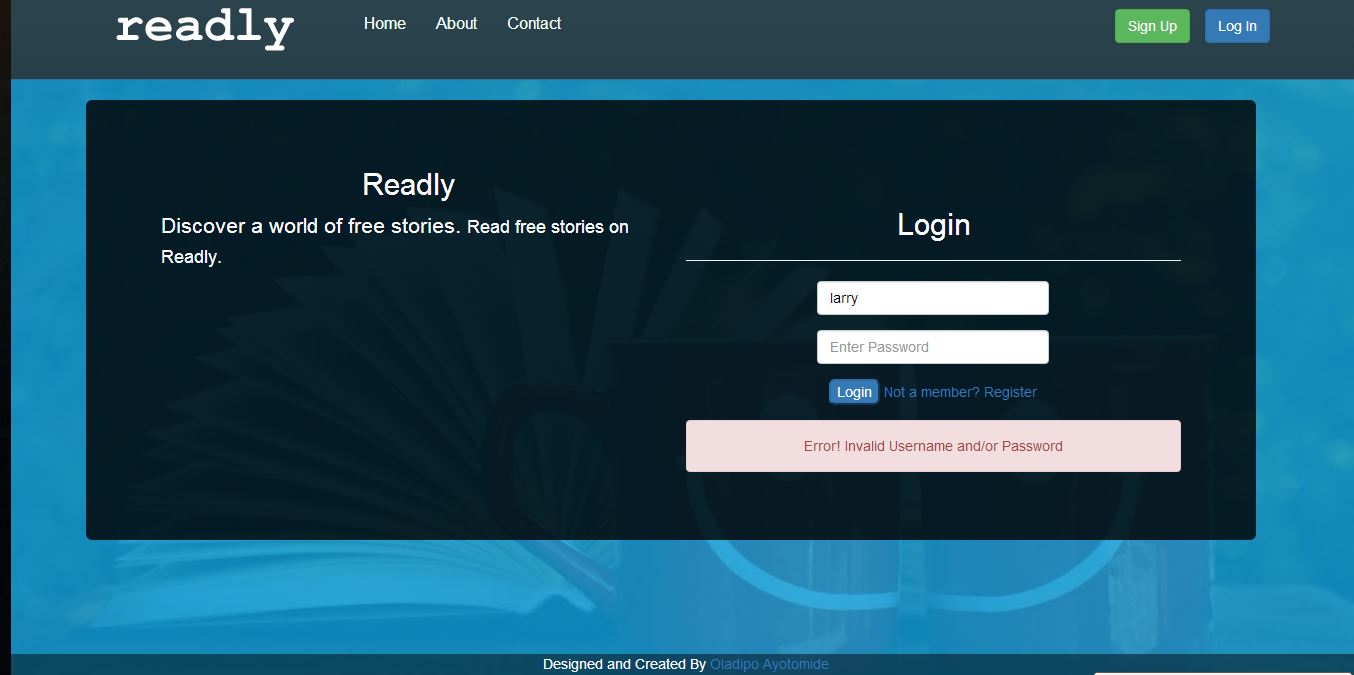 readly
Home About Contact
Sign Up Log In
Readly
Discover a world of free stories. Read free stories on
Readly.
Login
larry
Enter Password
Login Not a member? Register
Error! Invalid Username and/or Password
Designed and Created By Oladipo Ayotomide